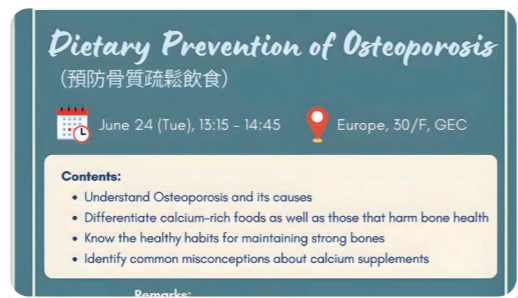 Dietary Prevention of Osteoporosis
（預防骨質疏鬆飲食）
June 24 (Tue), 13:15 - 14:45
Europe, 30/F, GEC
Contents:
• Understand Osteoporosis and its causes
• Differentiate calcium-rich foods as well as those that harm bone health
• Know the healthy habits for maintaining strong bones
• Identify common misconceptions about calcium supplements
Remarks: